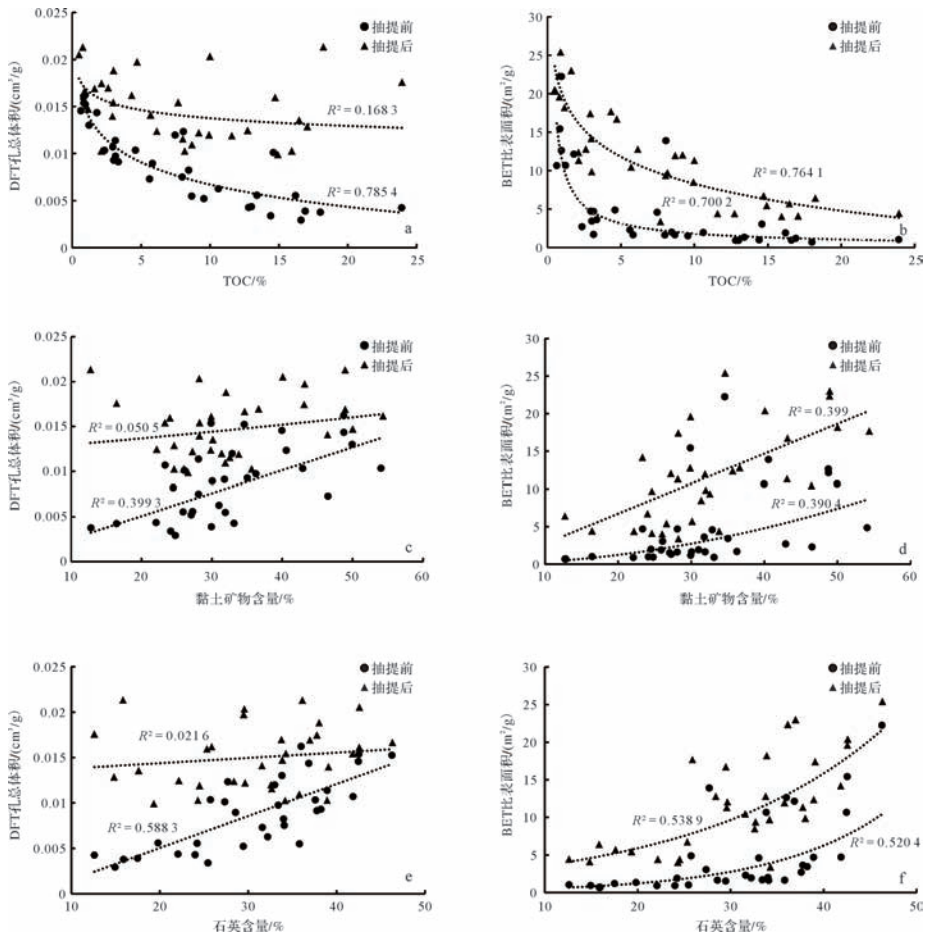 0.025
0.02
0.015
0.01
0.005
0
DFT孔总体积/(cm³/g)
●抽提前
▲抽提后
R²=0.168 3
R²=0.785 4
a
0 5 10 15 20 25
TOC/%
30
25
20
15
10
5
0
BET比表面积/(m²/g)
●抽提前
▲抽提后
R²=0.764 1
R²=0.700 2
b
0 5 10 15 20 25
TOC/%
0.025
0.02
0.015
0.01
0.005
0
DFT孔总体积/(cm³/g)
●抽提前
▲抽提后
R²=0.050 5
R²=0.399 3
c
10 20 30 40 50 60
黏土矿物含量/%
30
25
20
15
10
5
0
BET比表面积/(m²/g)
●抽提前
▲抽提后
R²=0.399
R²=0.390 4
d
10 20 30 40 50 60
黏土矿物含量/%
0.025
0.02
0.015
0.01
0.005
0
DFT孔总体积/(cm³/g)
●抽提前
▲抽提后
R²=0.021 6
R²=0.588 3
e
10 20 30 40 50
石英含量/%
30
25
20
15
10
5
0
BET比表面积/(m²/g)
●抽提前
▲抽提后
R²=0.538 9
R²=0.520 4
f
10 20 30 40 50
石英含量/%